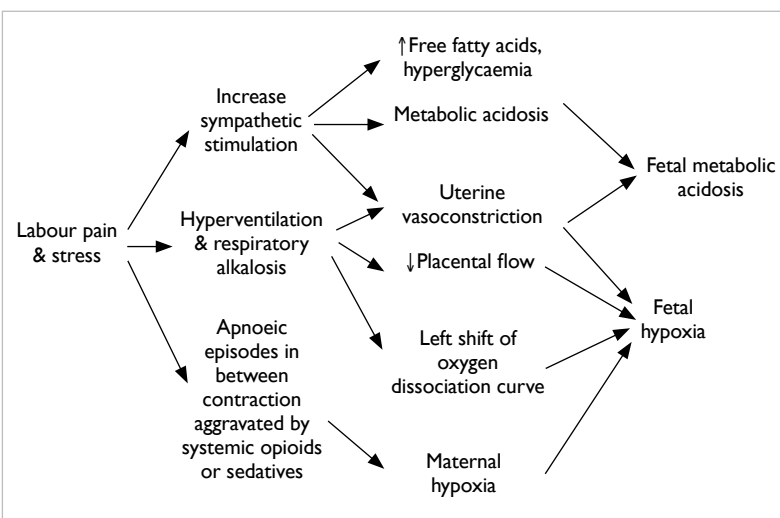 Labour pain
& stress
Increase
sympathetic
stimulation
Hyperventilation
& respiratory
alkalosis
Apnoeic
episodes in
between
contraction
aggravated by
systemic opioids
or sedatives
↑Free fatty acids,
hyperglycaemia
Metabolic acidosis
Uterine
vasoconstriction
↓Placental flow
Left shift of
oxygen
dissociation curve
Maternal
hypoxia
Fetal metabolic
acidosis
Fetal
hypoxia